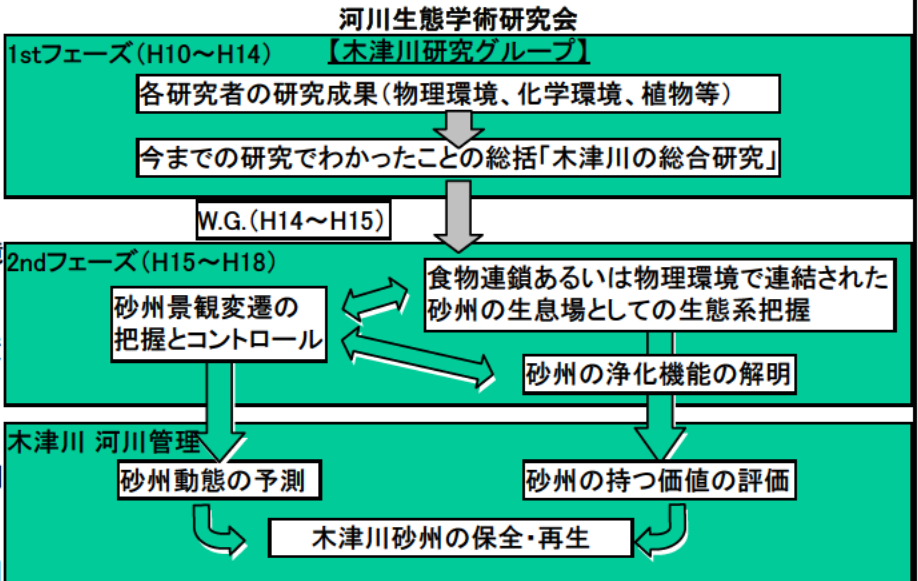 河川生態学術研究会
1stフェーズ(H10～H14)
【木津川研究グループ】
各研究者の研究成果(物理環境、化学環境、植物等)
今までの研究でわかったことの総括「木津川の総合研究」
W.G.(H14～H15)
2ndフェーズ(H15～H18)
砂州景観変遷の
把握とコントロール
食物連鎖あるいは物理環境で連結された
砂州の生息場としての生態系把握
砂州の浄化機能の解明
木津川 河川管理
砂州動態の予測
砂州の持つ価値の評価
木津川砂州の保全・再生